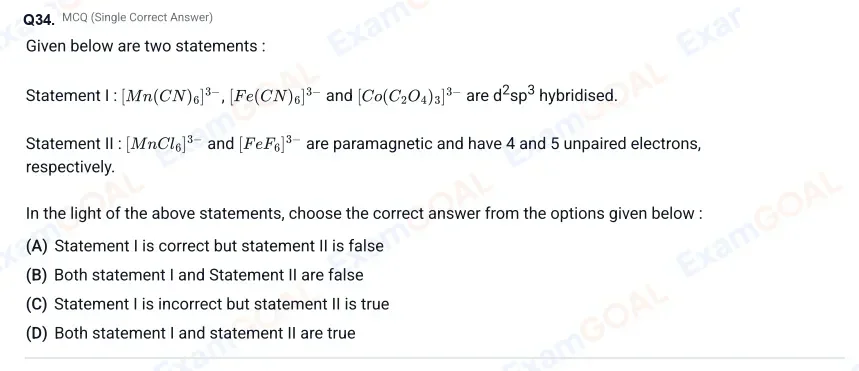 Q34. MCQ (Single Correct Answer)
Given below are two statements :
Statement I : [Mn(CN)₆]³⁻, [Fe(CN)₆]³⁻ and [Co(C₂O₄)₃]³⁻ are d²sp³ hybridised.
Statement II : [MnCl₆]³⁻ and [FeF₆]³⁻ are paramagnetic and have 4 and 5 unpaired electrons,
respectively.
In the light of the above statements, choose the correct answer from the options given below :
(A) Statement I is correct but statement II is false
(B) Both statement I and Statement II are false
(C) Statement I is incorrect but statement II is true
(D) Both statement I and statement II are true
ExamGOAL